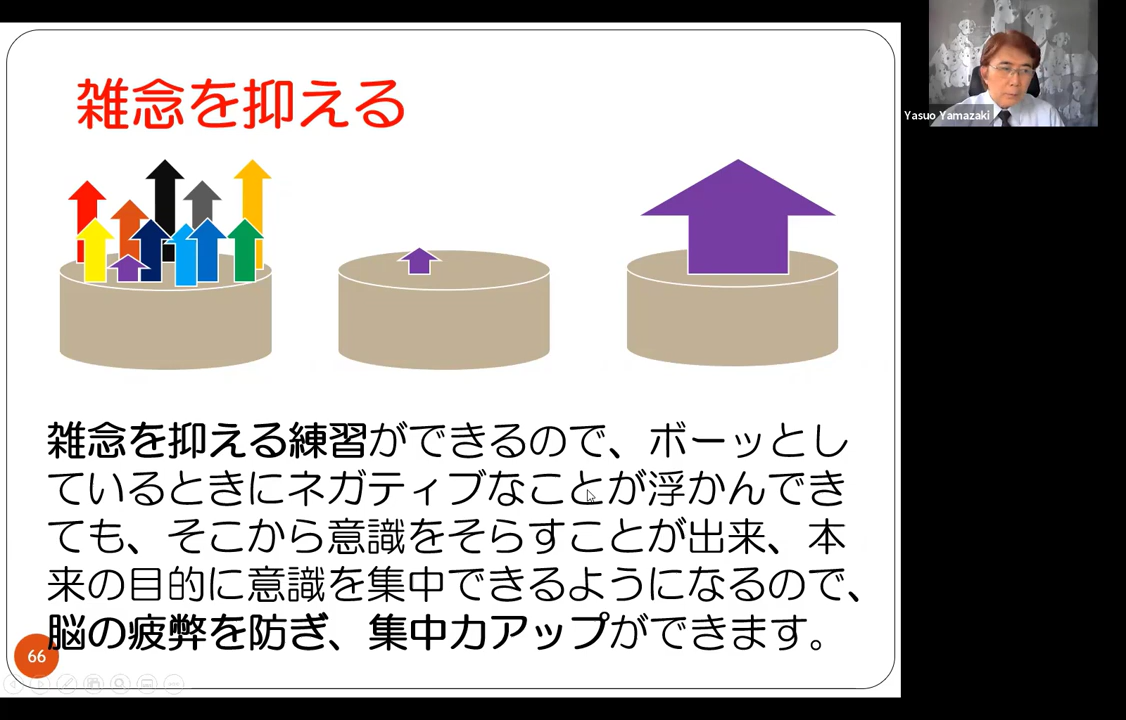 雑念を抑える
Yasuo Yamazaki
雑念を抑える練習ができるので、ボーッとし
ているときにネガティブなことが浮かんでき
ても、そこから意識をそらすことが出来、本
来の目的に意識を集中できるようになるので、
脳の疲弊を防ぎ、集中力アップができます。
66